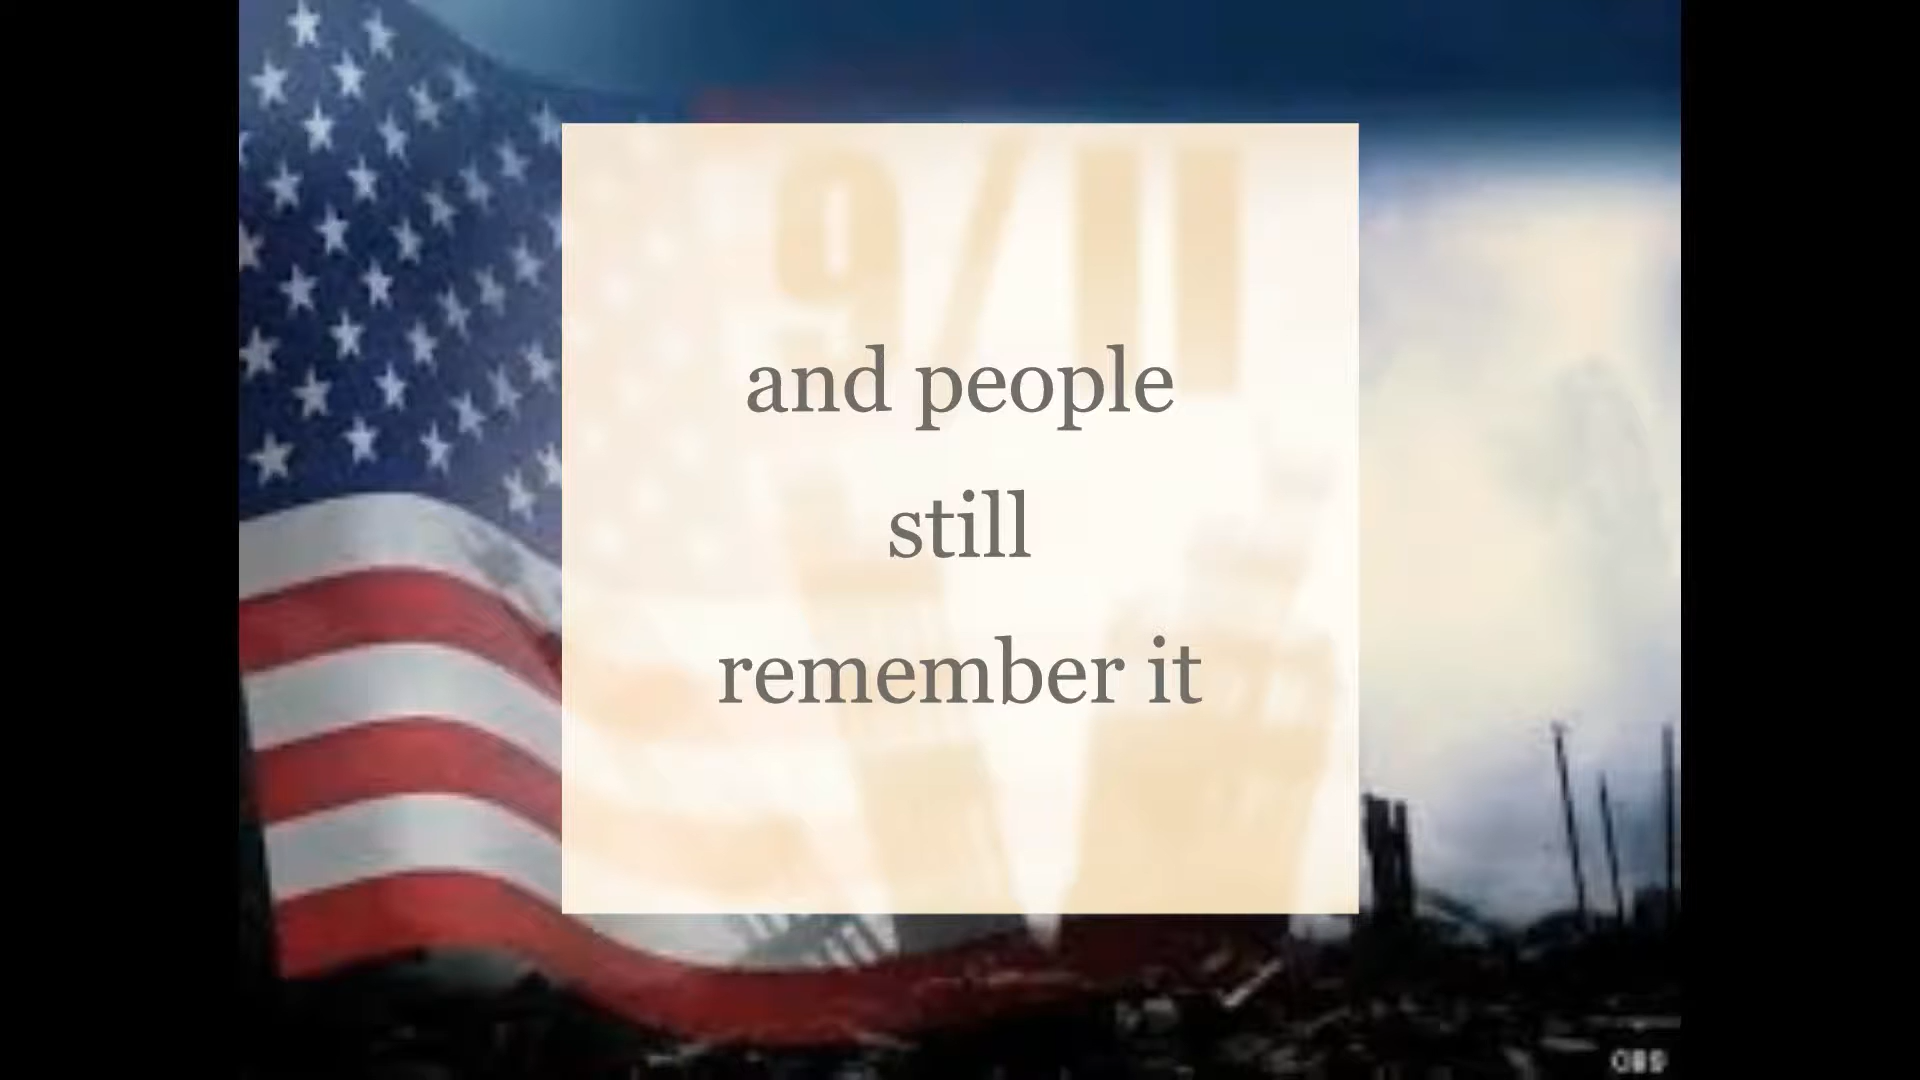 9/11
and people
still
remember it